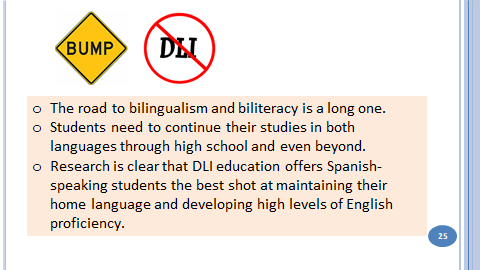 BUMP
DLI
o The road to bilingualism and biliteracy is a long one.
o Students need to continue their studies in both
languages through high school and even beyond.
o Research is clear that DLI education offers Spanish-
speaking students the best shot at maintaining their
home language and developing high levels of English
proficiency.
25